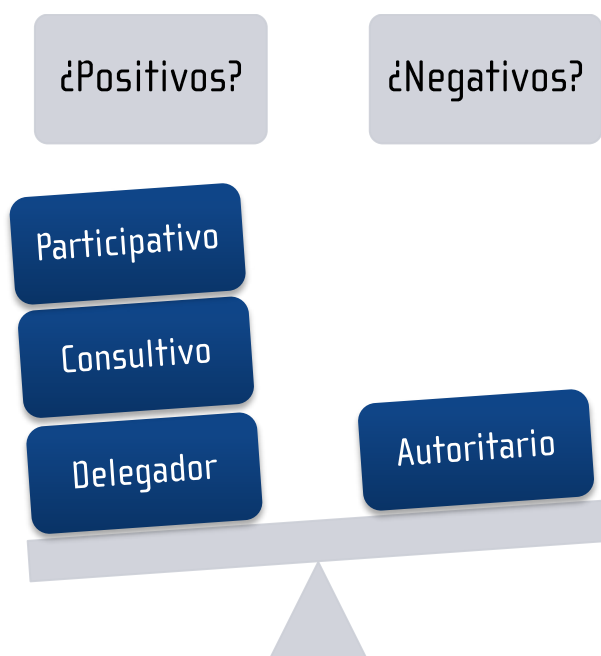 ¿Positivos?
¿Negativos?
Participativo
Consultivo
Delegador
Autoritario